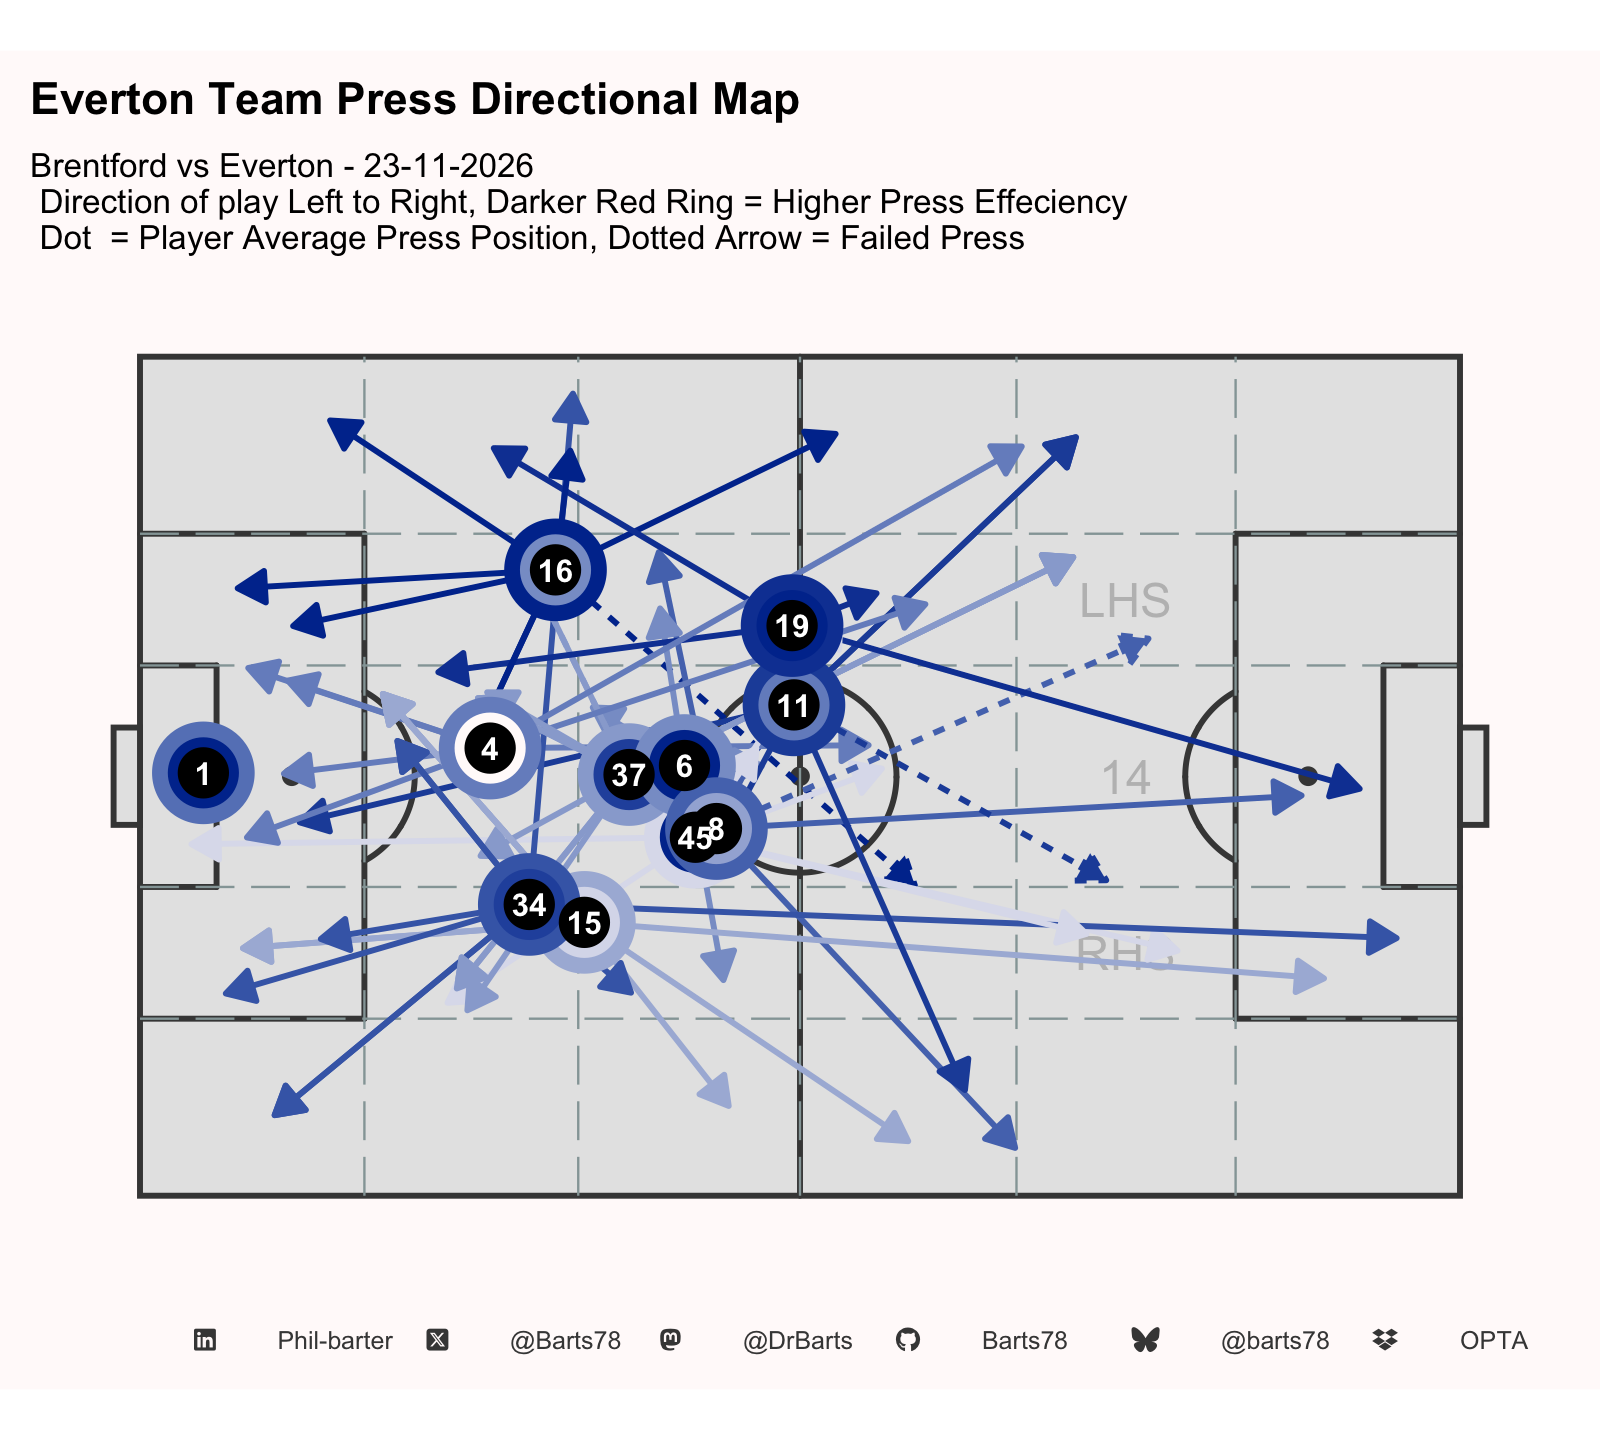 Everton Team Press Directional Map
Brentford vs Everton - 23-11-2026
Direction of play Left to Right, Darker Red Ring = Higher Press Effeciency
Dot  = Player Average Press Position, Dotted Arrow = Failed Press
16
LHS
19
11
4
1
37
6
14
8
45
34
15
RHS
Phil-barter @Barts78 @DrBarts Barts78 @barts78 OPTA